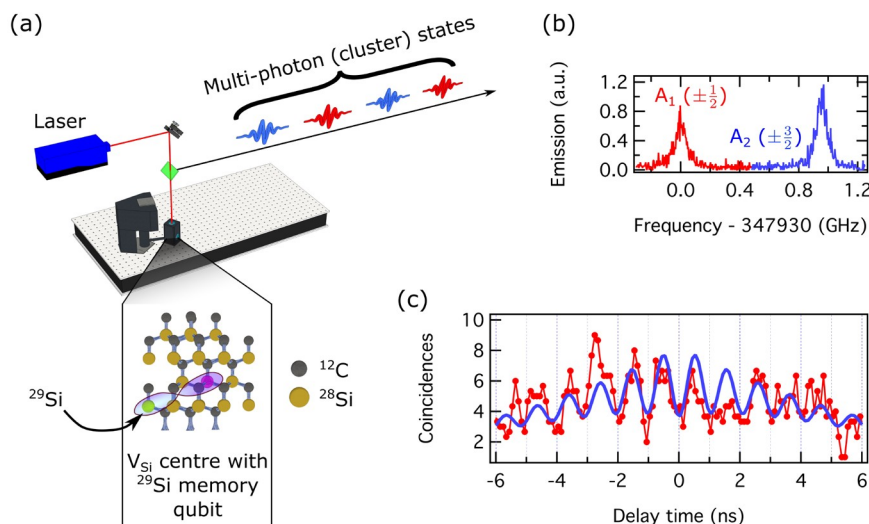 (a)
Multi-photon (cluster) states
Laser
¹²C
²⁸Si
²⁹Si
V_Si centre with
²⁹Si memory
qubit
(b)
Emission (a.u.)
1.2
0.8
0.4
0.0
A₁ (±½)
A₂ (±3/2)
0.0 0.4 0.8 1.2
Frequency - 347930 (GHz)
(c)
Coincidences
10
8
6
4
2
-6 -4 -2 0 2 4 6
Delay time (ns)